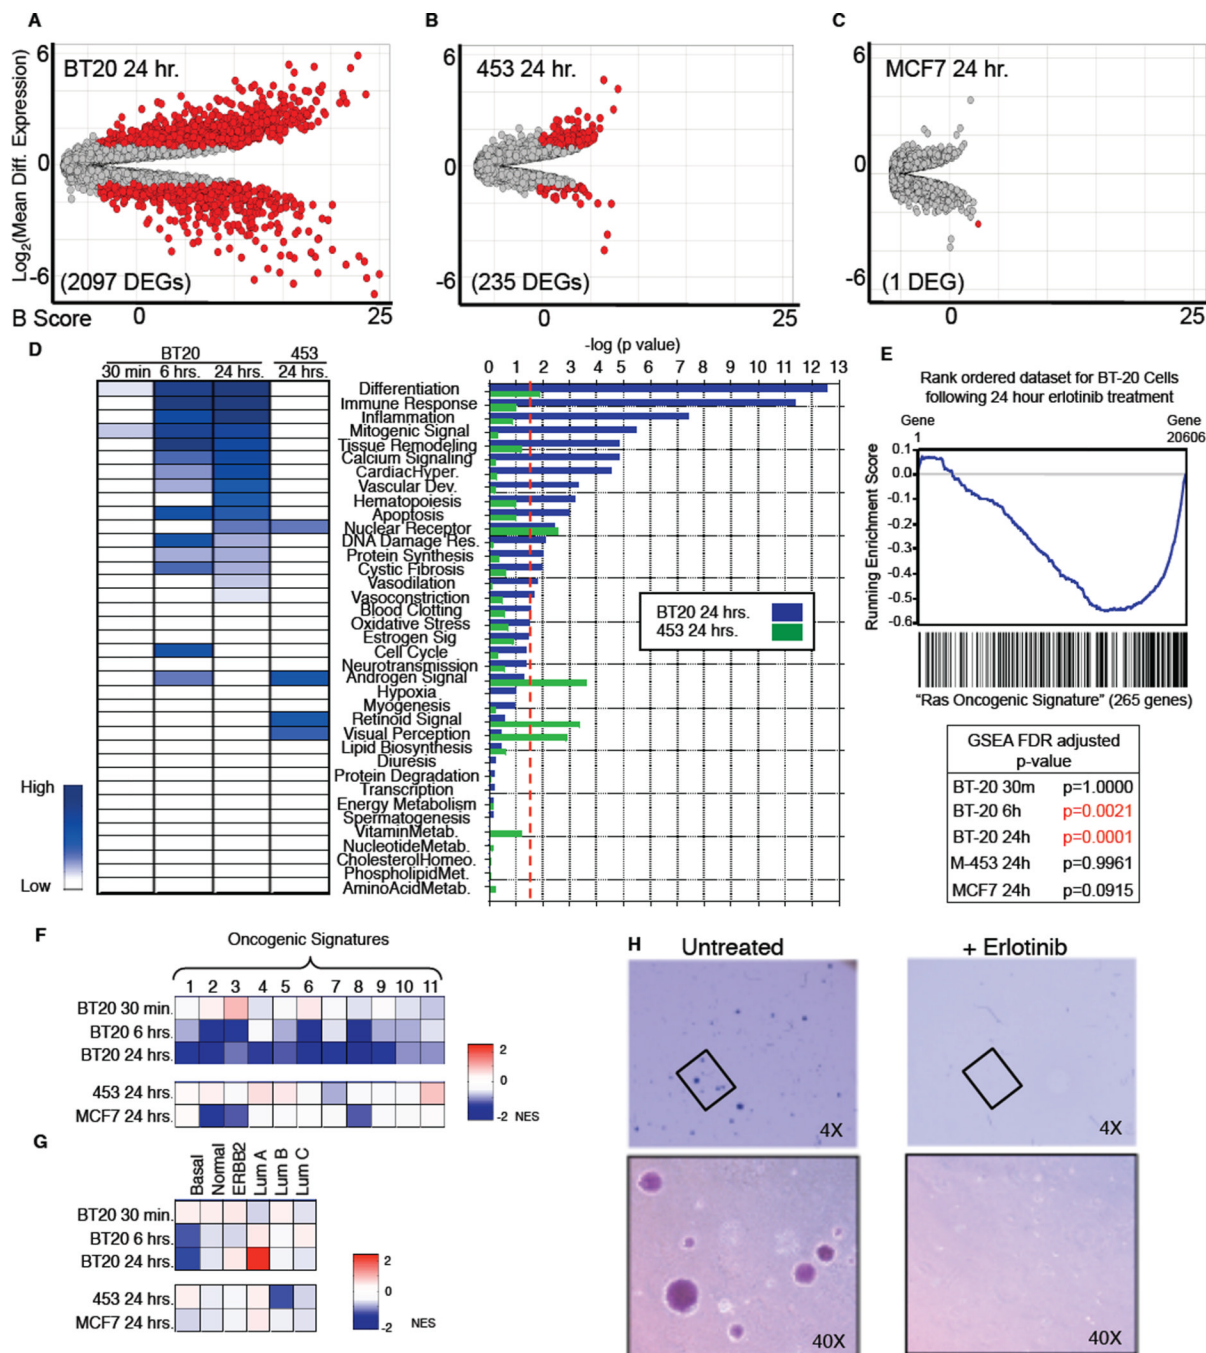 A
B
C
Log2(Mean Diff. Expression)
6
0
-6
BT20 24 hr.
(2097 DEGs)
B Score
0
25
6
0
-6
453 24 hr.
(235 DEGs)
0
25
6
0
-6
MCF7 24 hr.
(1 DEG)
0
25
D
BT20
453
30 min
6 hrs.
24 hrs.
24 hrs.
High
Low
-log (p value)
0 1 2 3 4 5 6 7 8 9 10 11 12 13
Differentiation
Immune Response
Inflammation
Mitogenic Signal
Tissue Remodeling
Calcium Signaling
CardiacHyper.
Vascular Dev.
Hematopoiesis
Apoptosis
Nuclear Receptor
DNA Damage Res.
Protein Synthesis
Cystic Fibrosis
Vasodilation
Vasoconstriction
Blood Clotting
Oxidative Stress
Estrogen Sig
Cell Cycle
Neurotransmission
Androgen Signal
Hypoxia
Myogenesis
Retinoid Signal
Visual Perception
Lipid Biosynthesis
Diuresis
Protein Degradation
Transcription
Energy Metabolism
Spermatogenesis
VitaminMetab.
NucleotideMetab.
CholesterolHomeo.
PhospholipidMet.
AminoAcidMetab.
BT20 24 hrs.
453 24 hrs.
E
Rank ordered dataset for BT-20 Cells
following 24 hour erlotinib treatment
Gene
1
Gene
20606
Running Enrichment Score
0.1
0.0
-0.1
-0.2
-0.3
-0.4
-0.5
-0.6
"Ras Oncogenic Signature" (265 genes)
GSEA FDR adjusted
p-value
BT-20 30m p=1.0000
BT-20 6h p=0.0021
BT-20 24h p=0.0001
M-453 24h p=0.9961
MCF7 24h p=0.0915
F
Oncogenic Signatures
1 2 3 4 5 6 7 8 9 10 11
BT20 30 min.
BT20 6 hrs.
BT20 24 hrs.
453 24 hrs.
MCF7 24 hrs.
2
0
-2 NES
G
Basal
Normal
ERBB2
Lum A
Lum B
Lum C
BT20 30 min.
BT20 6 hrs.
BT20 24 hrs.
453 24 hrs.
MCF7 24 hrs.
2
0
-2 NES
H
Untreated
+ Erlotinib
4X
4X
40X
40X